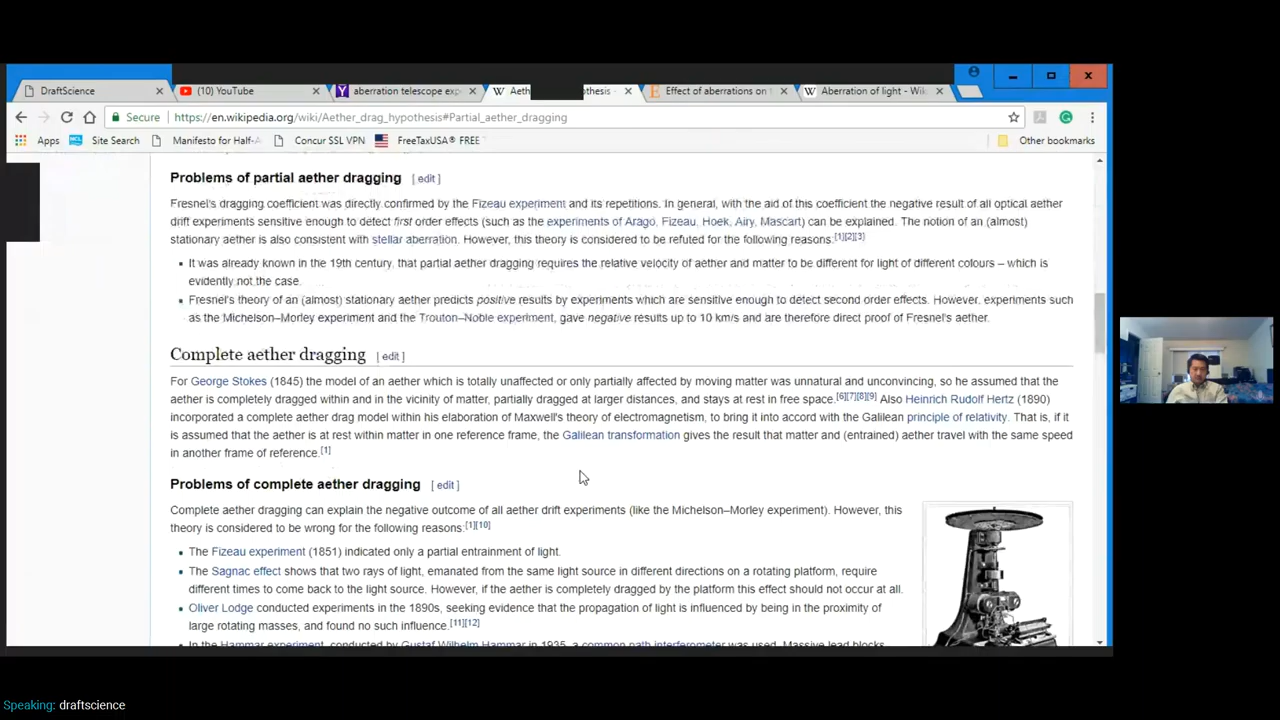 DraftScience
(10) YouTube
aberration telescope exp
Aeth
othesis -
Effect of aberrations on t
Aberration of light - Wiki
Secure
https://en.wikipedia.org/wiki/Aether_drag_hypothesis#Partial_aether_dragging
Apps
Site Search
Manifesto for Half-A
Concur SSL VPN
FreeTaxUSA® FREE
Other bookmarks
Problems of partial aether dragging [ edit ]
Fresnel's dragging coefficient was directly confirmed by the Fizeau experiment and its repetitions. In general, with the aid of this coefficient the negative result of all optical aether
drift experiments sensitive enough to detect first order effects (such as the experiments of Arago, Fizeau, Hoek, Airy, Mascart) can be explained. The notion of an (almost)
stationary aether is also consistent with stellar aberration. However, this theory is considered to be refuted for the following reasons:[1][2][3]
• It was already known in the 19th century, that partial aether dragging requires the relative velocity of aether and matter to be different for light of different colours – which is
evidently not the case.
• Fresnel's theory of an (almost) stationary aether predicts positive results by experiments which are sensitive enough to detect second order effects. However, experiments such
as the Michelson–Morley experiment and the Trouton–Noble experiment, gave negative results up to 10 km/s and are therefore direct proof of Fresnel's aether.
Complete aether dragging [ edit ]
For George Stokes (1845) the model of an aether which is totally unaffected or only partially affected by moving matter was unnatural and unconvincing, so he assumed that the
aether is completely dragged within and in the vicinity of matter, partially dragged at larger distances, and stays at rest in free space.[6][7][8][9] Also Heinrich Rudolf Hertz (1890)
incorporated a complete aether drag model within his elaboration of Maxwell's theory of electromagnetism, to bring it into accord with the Galilean principle of relativity. That is, if it
is assumed that the aether is at rest within matter in one reference frame, the Galilean transformation gives the result that matter and (entrained) aether travel with the same speed
in another frame of reference.[1]
Problems of complete aether dragging [ edit ]
Complete aether dragging can explain the negative outcome of all aether drift experiments (like the Michelson–Morley experiment). However, this
theory is considered to be wrong for the following reasons:[1][10]
• The Fizeau experiment (1851) indicated only a partial entrainment of light.
• The Sagnac effect shows that two rays of light, emanated from the same light source in different directions on a rotating platform, require
different times to come back to the light source. However, if the aether is completely dragged by the platform this effect should not occur at all.
• Oliver Lodge conducted experiments in the 1890s, seeking evidence that the propagation of light is influenced by being in the proximity of
large rotating masses, and found no such influence.[11][12]
• In the Hammar experiment, conducted by Gustaf Wilhelm Hammar in 1935, a common path interferometer was used. Massive lead blocks
Speaking: draftscience